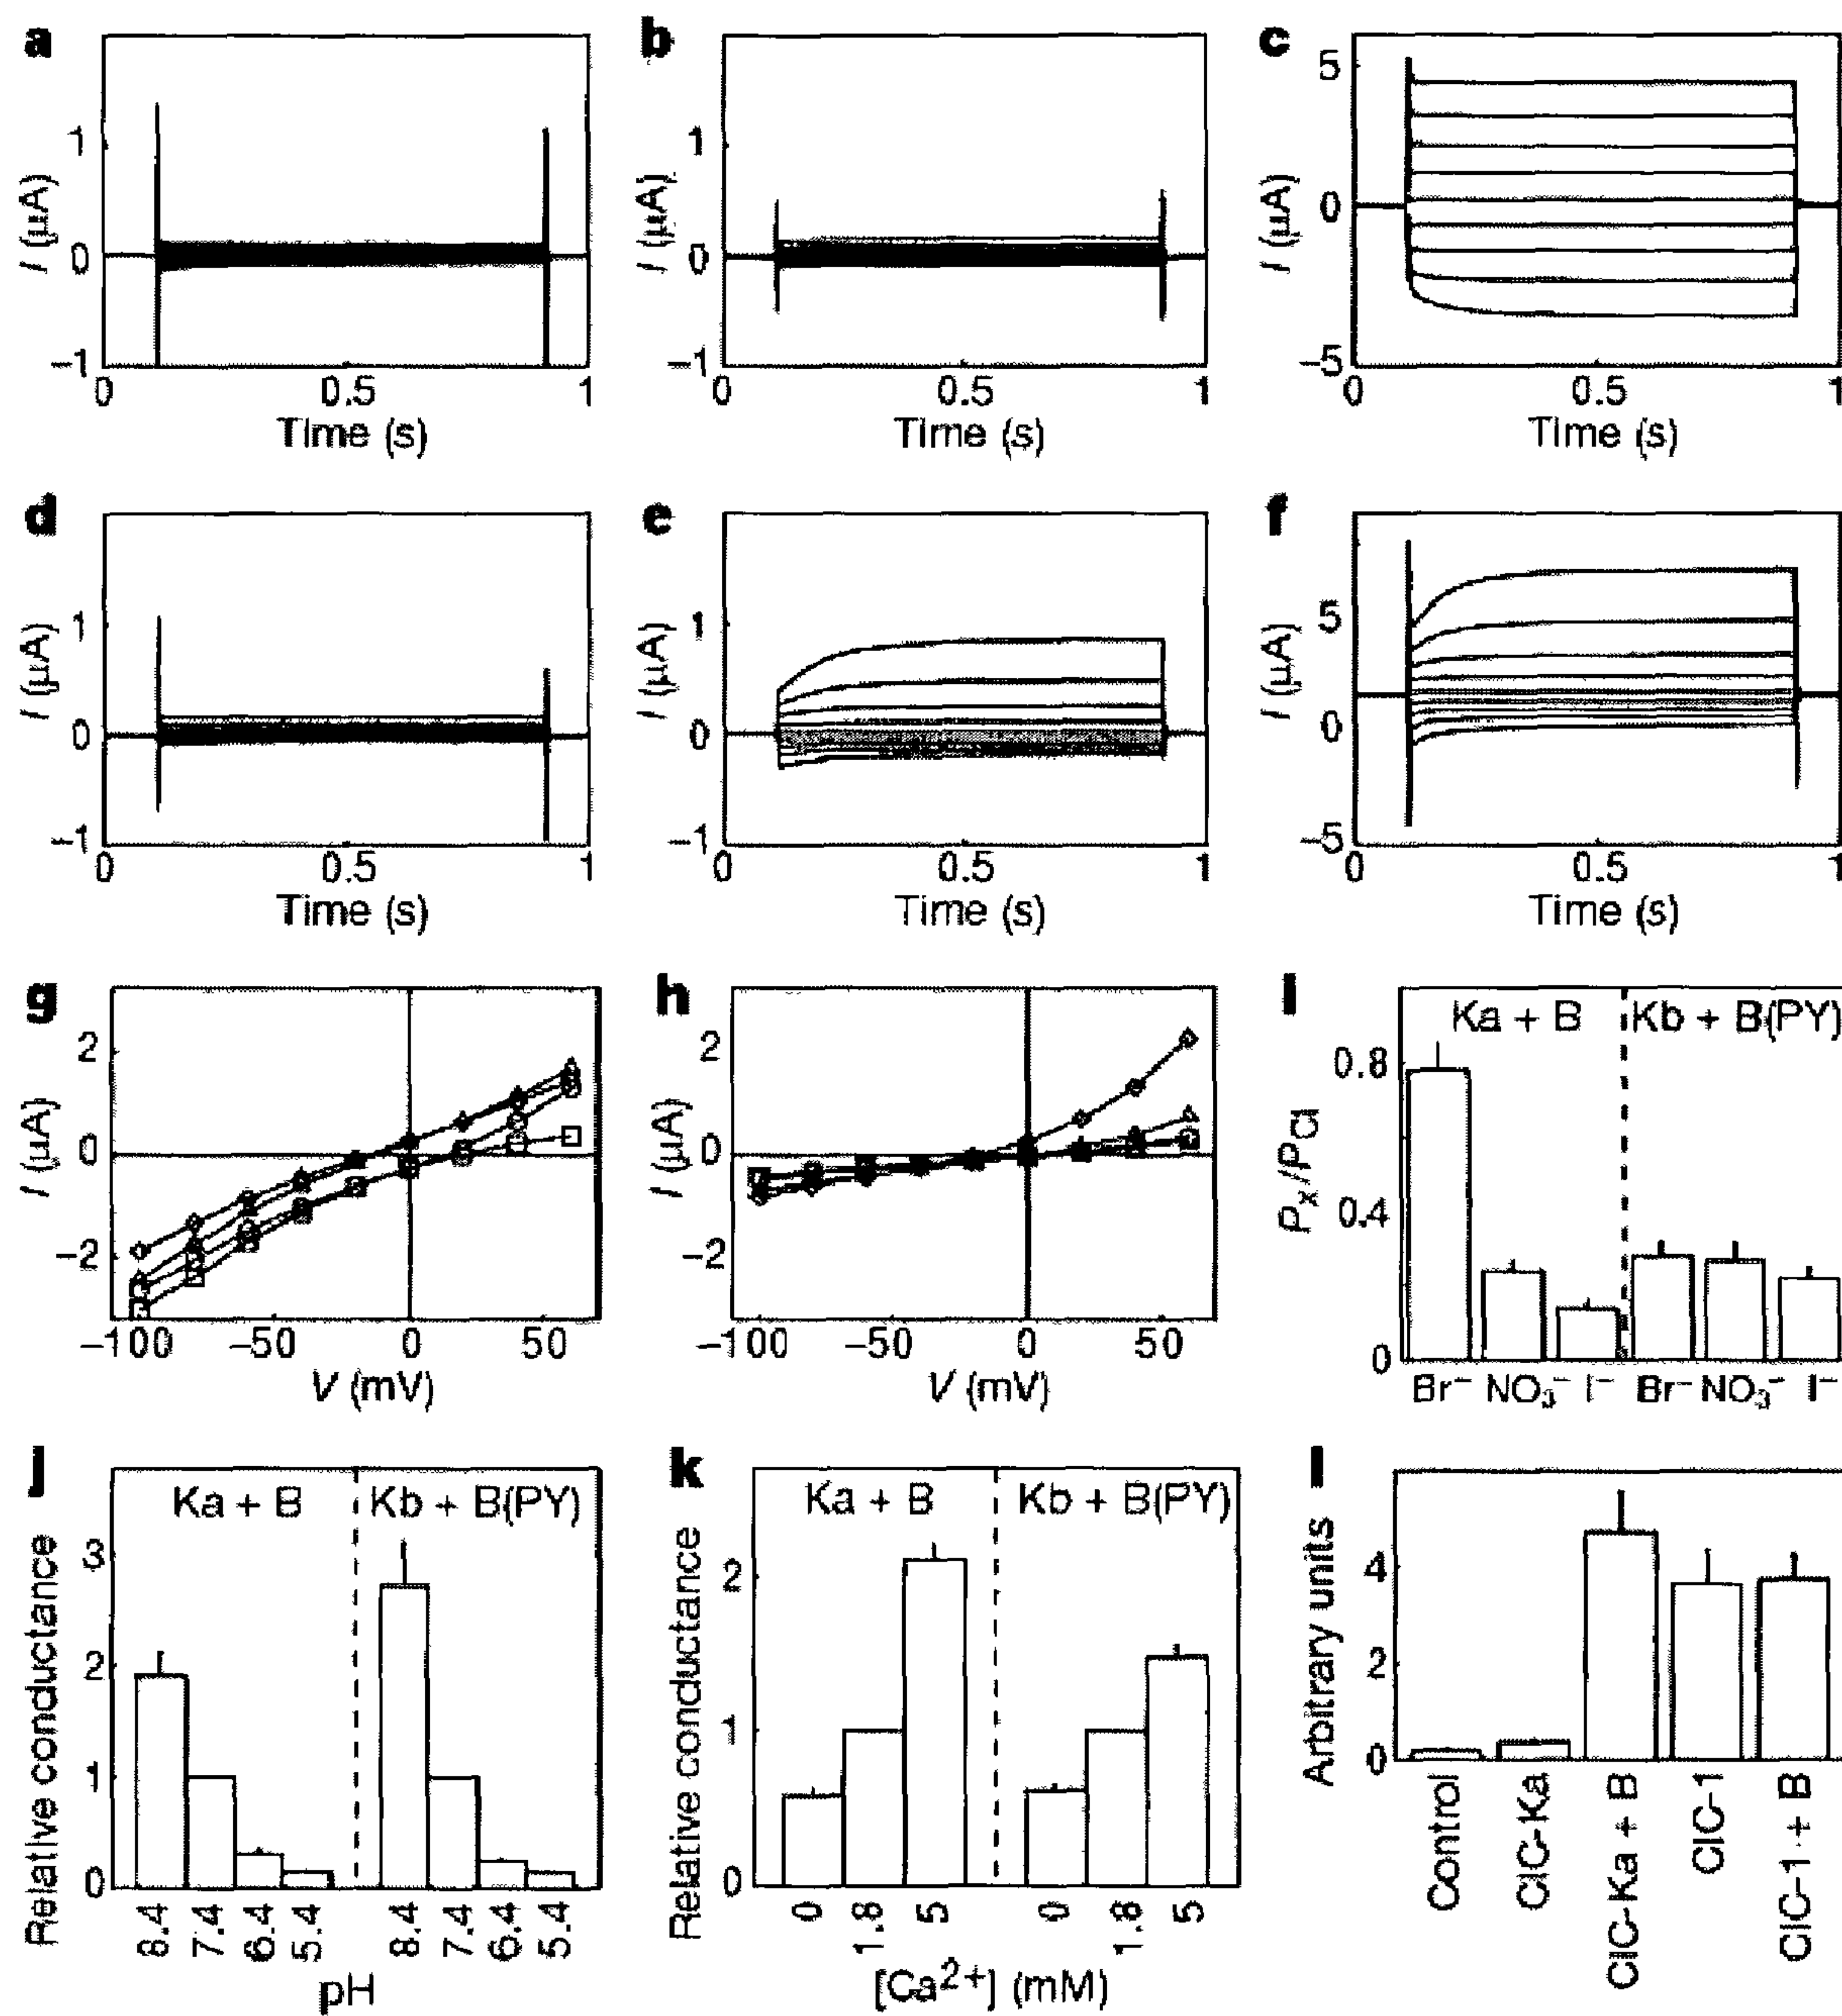 a
I (µA)
1
0
–1
0 0.5 1
Time (s)
b
I (µA)
1
0
–1
0 0.5 1
Time (s)
c
I (µA)
5
0
–5
0 0.5 1
Time (s)
d
I (µA)
1
0
–1
0 0.5 1
Time (s)
e
I (µA)
1
0
–1
0 0.5 1
Time (s)
f
I (µA)
5
0
–5
0 0.5 1
Time (s)
g
I (µA)
2
0
–2
–100 –50 0 50
V (mV)
h
I (µA)
2
0
–2
–100 –50 0 50
V (mV)
i
Ka + B Kb + B(PY)
Px/PCl
0.8
0.4
0
Br⁻ NO₃⁻ I⁻ Br⁻ NO₃⁻ I⁻
j
Ka + B Kb + B(PY)
Relative conductance
3
2
1
0
8.4 7.4 6.4 5.4 8.4 7.4 6.4 5.4
pH
k
Ka + B Kb + B(PY)
Relative conductance
2
1
0
0 1.8 5 0 1.8 5
[Ca²⁺] (mM)
l
Arbitrary units
4
2
0
Control
ClC-Ka
ClC-Ka + B
ClC-1
ClC-1 + B